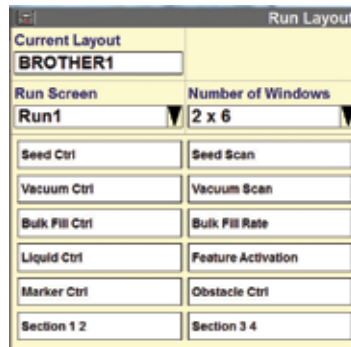 Run Layout
Current Layout
BROTHER1
Run Screen Number of Windows
Run1 2 x 6
Seed Ctrl Seed Scan
Vacuum Ctrl Vacuum Scan
Bulk Fill Ctrl Bulk Fill Rate
Liquid Ctrl Feature Activation
Marker Ctrl Obstacle Ctrl
Section 1 2 Section 3 4